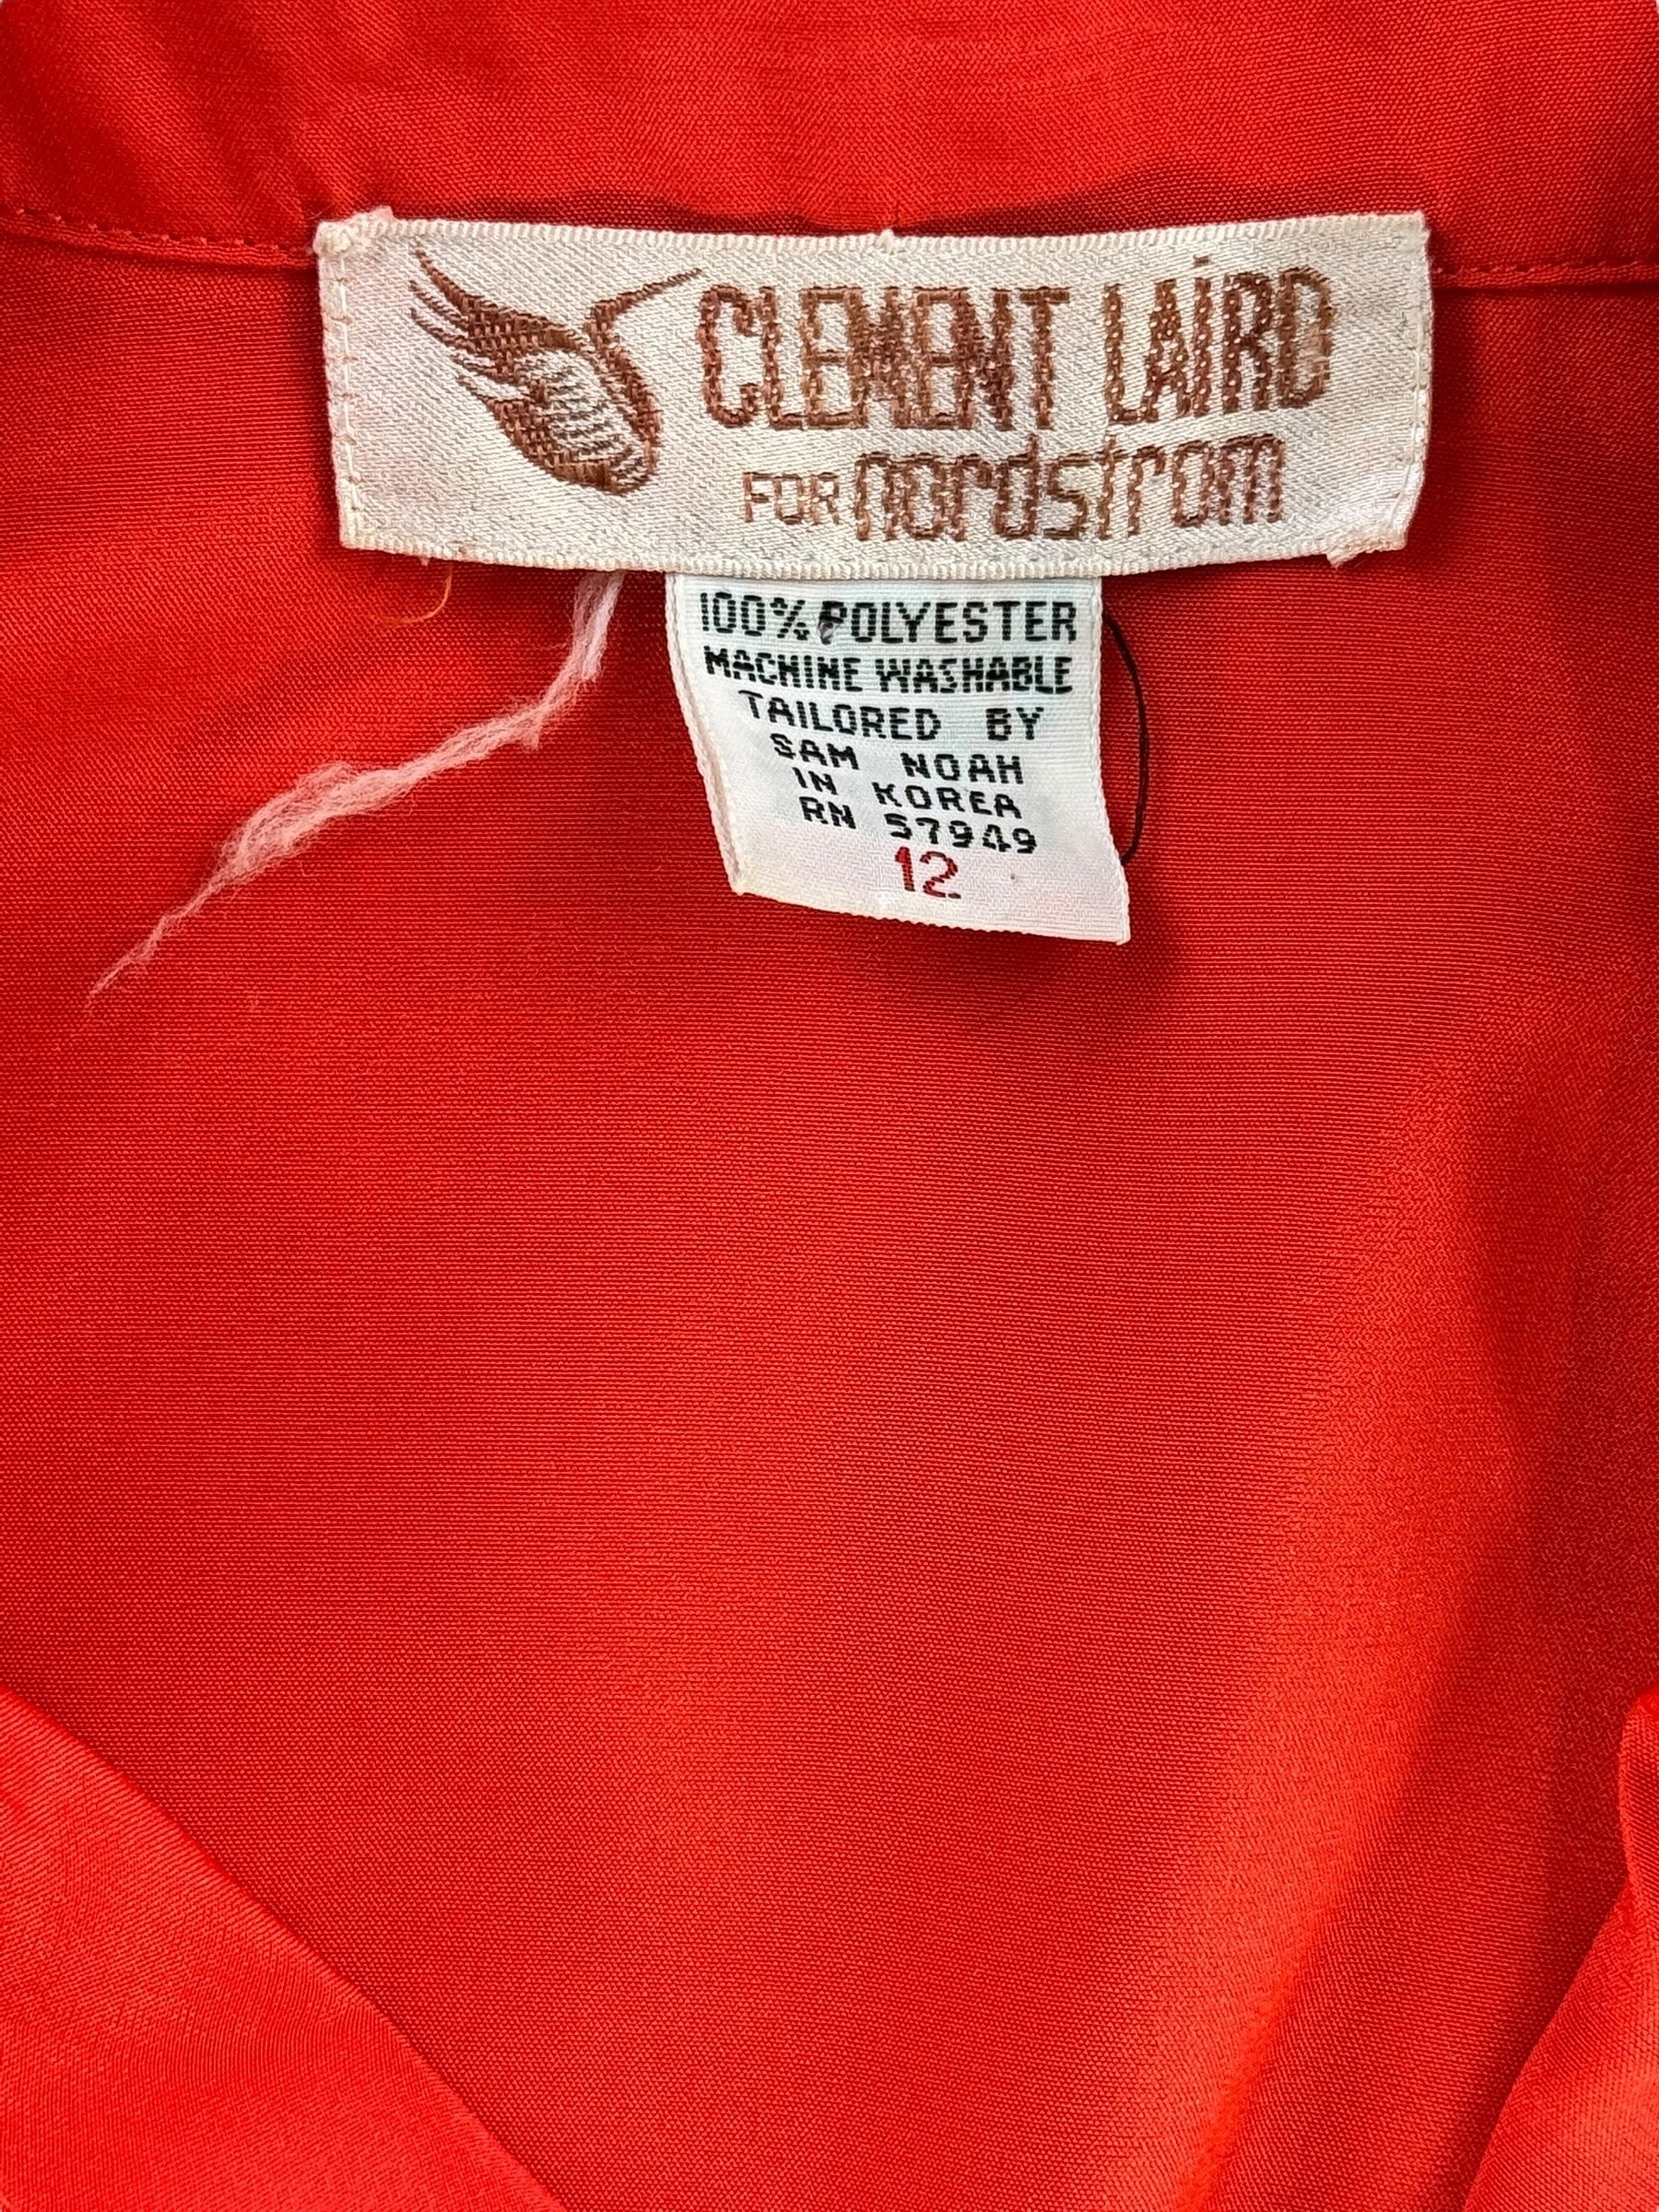 CLEMENT LAIRD
FOR nordstrom
100% POLYESTER
MACHINE WASHABLE
TAILORED BY
SAM NOAH
IN KOREA
RN 57949
12